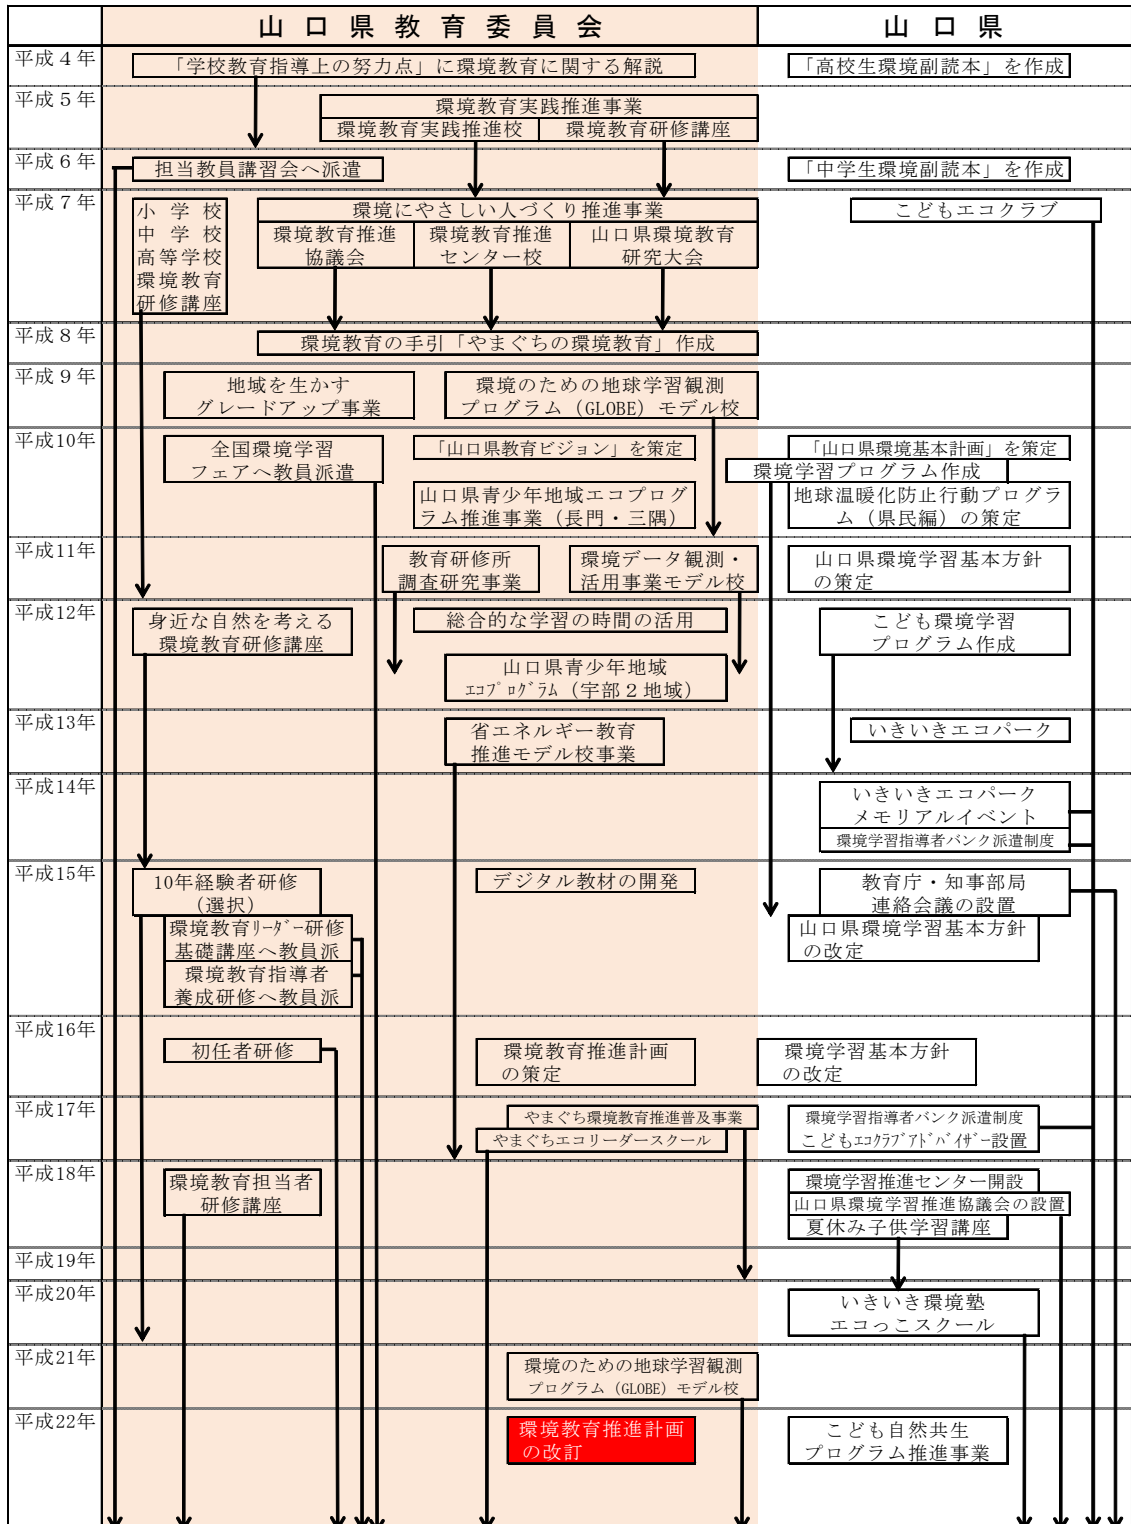 山口県教育委員会
山口県
平成４年
「学校教育指導上の努力点」に環境教育に関する解説
「高校生環境副読本」を作成
平成５年
環境教育実践推進事業
環境教育実践推進校
環境教育研修講座
平成６年
担当教員講習会へ派遣
「中学生環境副読本」を作成
平成７年
小学校
中学校
高等学校
環境教育
研修講座
環境にやさしい人づくり推進事業
環境教育推進
協議会
環境教育推進
センター校
山口県環境教育
研究大会
こどもエコクラブ
平成８年
環境教育の手引「やまぐちの環境教育」作成
平成９年
地域を生かす
グレードアップ事業
環境のための地球学習観測
プログラム（GLOBE）モデル校
平成10年
全国環境学習
フェアへ教員派遣
「山口県教育ビジョン」を策定
山口県青少年地域エコプログ
ラム推進事業（長門・三隅）
「山口県環境基本計画」を策定
環境学習プログラム作成
地球温暖化防止行動プログラ
ム（県民編）の策定
平成11年
教育研修所
調査研究事業
環境データ観測・
活用事業モデル校
山口県環境学習基本方針
の策定
平成12年
身近な自然を考える
環境教育研修講座
総合的な学習の時間の活用
山口県青少年地域
ｴｺﾌﾟﾛｸﾞﾗﾑ（宇部２地域）
こども環境学習
プログラム作成
平成13年
省エネルギー教育
推進モデル校事業
いきいきエコパーク
平成14年
いきいきエコパーク
メモリアルイベント
環境学習指導者バンク派遣制度
平成15年
10年経験者研修
（選択）
環境教育ﾘｰﾀﾞｰ研修
基礎講座へ教員派
環境教育指導者
養成研修へ教員派
デジタル教材の開発
教育庁・知事部局
連絡会議の設置
山口県環境学習基本方針
の改定
平成16年
初任者研修
環境教育推進計画
の策定
環境学習基本方針
の改定
平成17年
やまぐち環境教育推進普及事業
やまぐちエコリーダースクール
環境学習指導者バンク派遣制度
こどもｴｺｸﾗﾌﾞｱﾄﾞﾊﾞｲｻﾞｰ設置
平成18年
環境教育担当者
研修講座
環境学習推進センター開設
山口県環境学習推進協議会の設置
夏休み子供学習講座
平成19年
平成20年
いきいき環境塾
エコっこスクール
平成21年
環境のための地球学習観測
プログラム（GLOBE）モデル校
平成22年
環境教育推進計画
の改訂
こども自然共生
プログラム推進事業